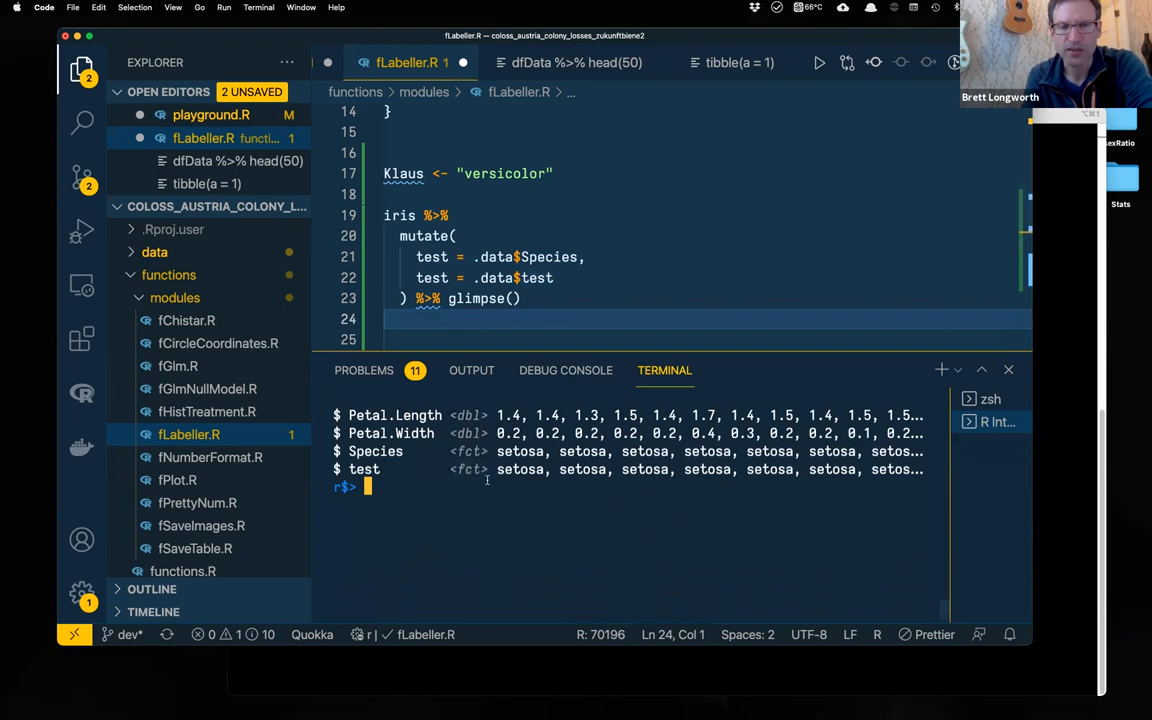 Code File Edit Selection View Go Run Terminal Window Help
66°C
fLabeller.R — coloss_austria_colony_losses_zukunftbiene2
Brett Longworth
EXPLORER
OPEN EDITORS 2 UNSAVED
playground.R M
fLabeller.R functi... 1
dfData %>% head(50)
tibble(a = 1)
COLOSS_AUSTRIA_COLONY_L...
.Rproj.user
data
functions
modules
fChistar.R
fCircleCoordinates.R
fGlm.R
fGlmNullModel.R
fHistTreatment.R
fLabeller.R 1
fNumberFormat.R
fPlot.R
fPrettyNum.R
fSaveImages.R
fSaveTable.R
functions.R
OUTLINE
TIMELINE
2
2
1
fLabeller.R 1
dfData %>% head(50)
tibble(a = 1)
functions > modules > fLabeller.R > ...
14 }
15
16
17 Klaus <- "versicolor"
18
19 iris %>%
20 mutate(
21 test = .data$Species,
22 test = .data$test
23 ) %>% glimpse()
24
25
PROBLEMS 11 OUTPUT DEBUG CONSOLE TERMINAL
zsh
R Int...
$ Petal.Length <dbl> 1.4, 1.4, 1.3, 1.5, 1.4, 1.7, 1.4, 1.5, 1.4, 1.5, 1.5…
$ Petal.Width <dbl> 0.2, 0.2, 0.2, 0.2, 0.2, 0.4, 0.3, 0.2, 0.2, 0.1, 0.2…
$ Species <fct> setosa, setosa, setosa, setosa, setosa, setosa, setos…
$ test <fct> setosa, setosa, setosa, setosa, setosa, setosa, setos…
r$>
dev* 0 1 10 Quokka r | ✓ fLabeller.R R: 70196 Ln 24, Col 1 Spaces: 2 UTF-8 LF R Prettier
⌥⌘1
sexRatio
Stats